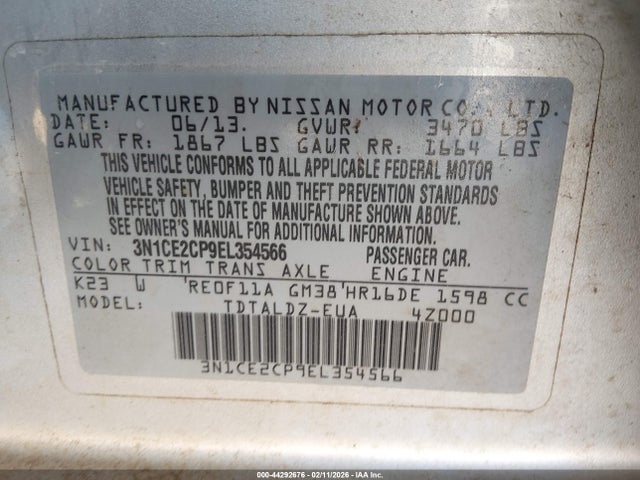 MANUFACTURED BY NISSAN MOTOR CO., LTD.
DATE: 06/13. GVWR: 3470 LBS
GAWR FR: 1867 LBS GAWR RR: 1664 LBS
THIS VEHICLE CONFORMS TO ALL APPLICABLE FEDERAL MOTOR
VEHICLE SAFETY, BUMPER AND THEFT PREVENTION STANDARDS
IN EFFECT ON THE DATE OF MANUFACTURE SHOWN ABOVE.
SEE OWNER'S MANUAL FOR ADDITIONAL INFORMATION.
VIN: 3N1CE2CP9EL354566 PASSENGER CAR.
COLOR TRIM TRANS AXLE ENGINE
K23 W 'RE0F11A GM38'HR16DE 1598 CC
MODEL: TDTALDZ-EUA 4Z000
3N1CE2CP9EL354566
000-44292676 - 02/11/2026 - IAA Inc.